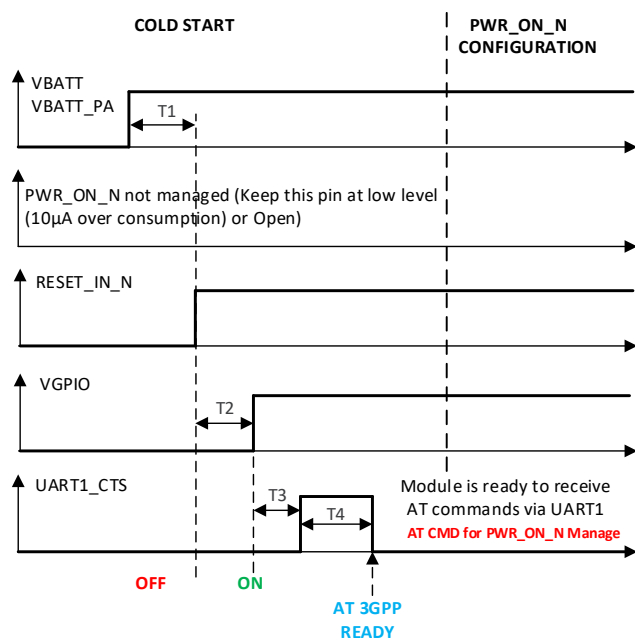 COLD START
PWR_ON_N
CONFIGURATION
VBATT
VBATT_PA
T1
PWR_ON_N not managed (Keep this pin at low level
(10µA over consumption) or Open)
RESET_IN_N
VGPIO
T2
UART1_CTS
T3
T4
Module is ready to receive
AT commands via UART1
AT CMD for PWR_ON_N Manage
OFF
ON
AT 3GPP
READY